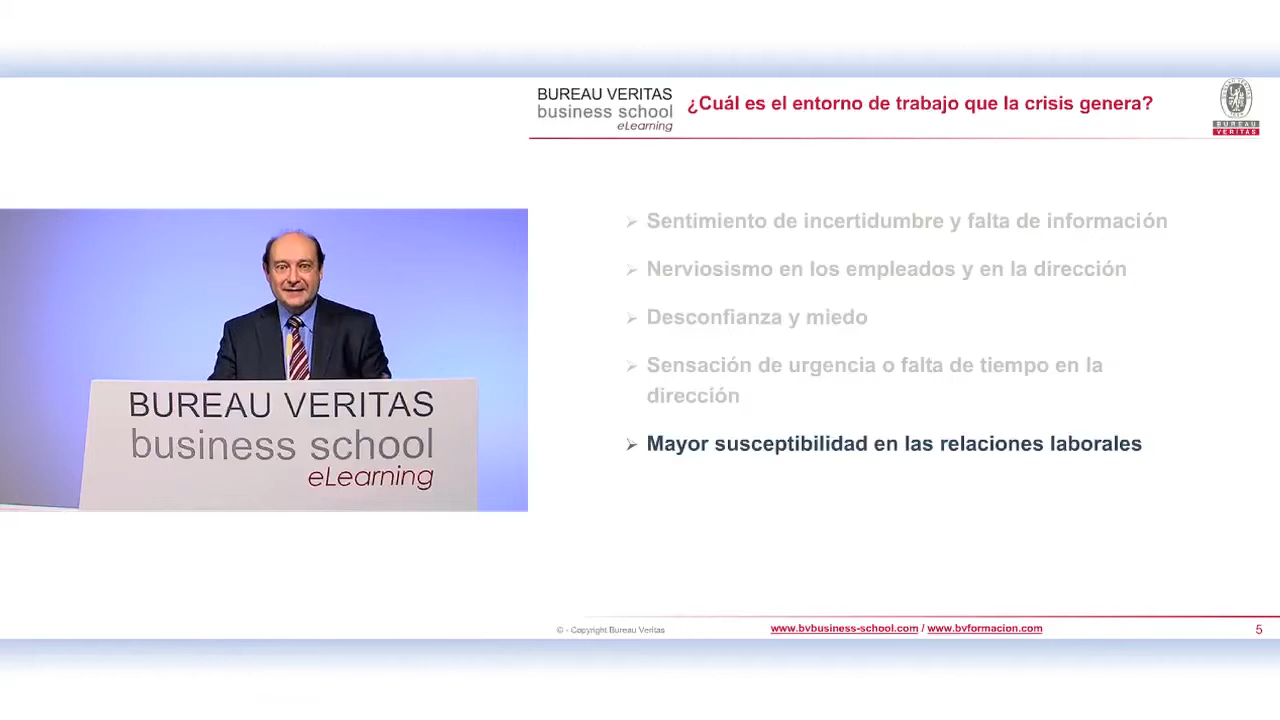 BUREAU VERITAS
business school
eLearning
¿Cuál es el entorno de trabajo que la crisis genera?
BUREAU
VERITAS
Sentimiento de incertidumbre y falta de información
Nerviosismo en los empleados y en la dirección
Desconfianza y miedo
Sensación de urgencia o falta de tiempo en la
dirección
Mayor susceptibilidad en las relaciones laborales
BUREAU VERITAS
business school
eLearning
© - Copyright Bureau Veritas
www.bvbusiness-school.com / www.bvformacion.com
5